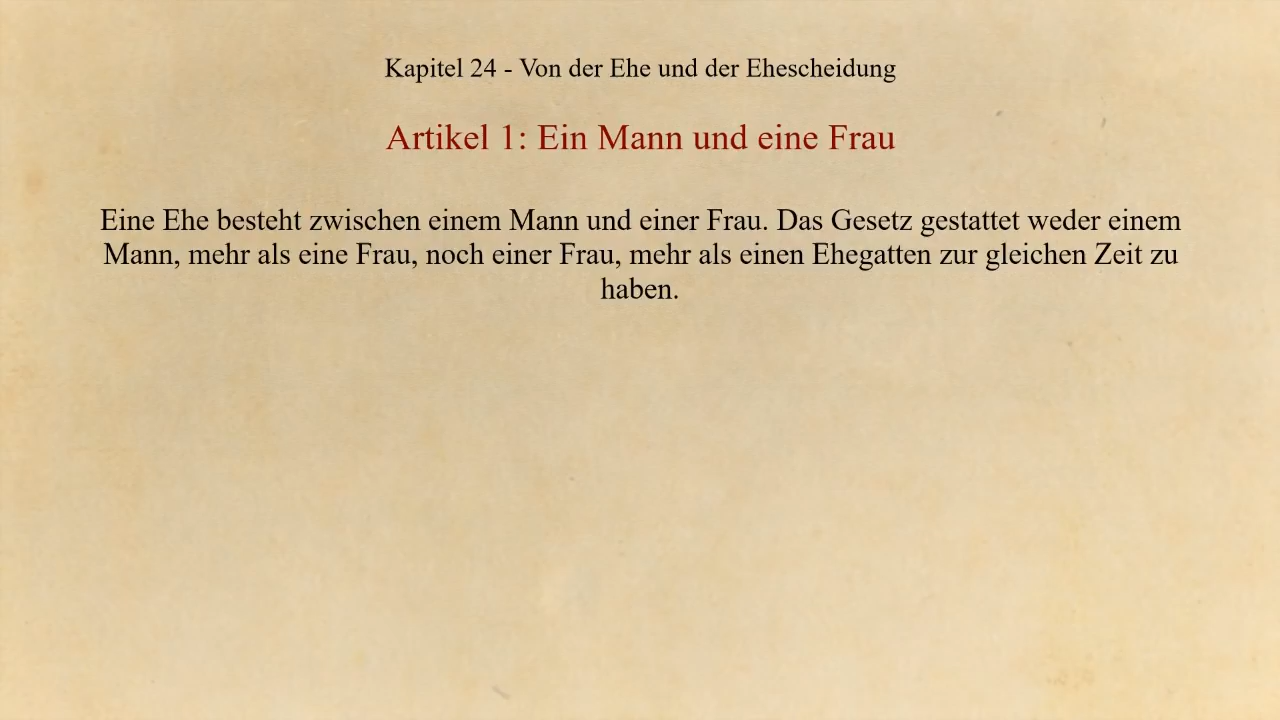 Kapitel 24 - Von der Ehe und der Ehescheidung
Artikel 1: Ein Mann und eine Frau
Eine Ehe besteht zwischen einem Mann und einer Frau. Das Gesetz gestattet weder einem
Mann, mehr als eine Frau, noch einer Frau, mehr als einen Ehegatten zur gleichen Zeit zu
haben.